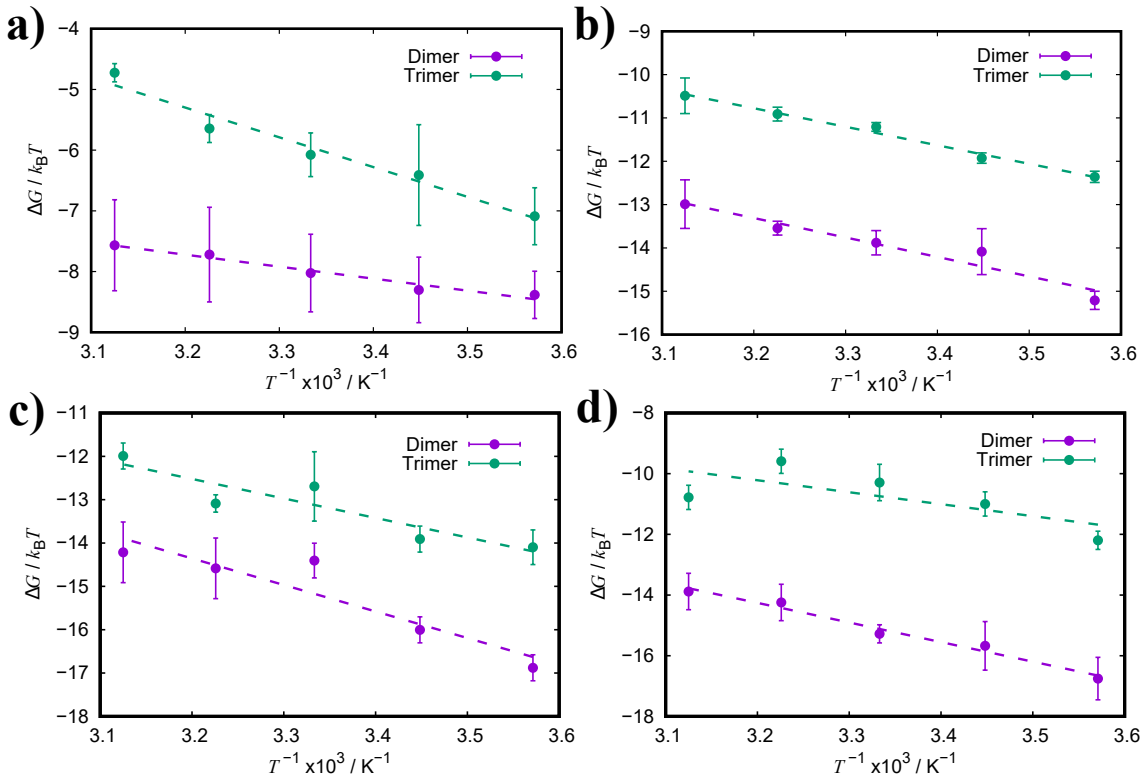 a)
−4
−5
−6
−7
−8
−9
ΔG / kBT
Dimer
Trimer
3.1 3.2 3.3 3.4 3.5 3.6
T−1 x10³ / K−1
b)
−9
−10
−11
−12
−13
−14
−15
−16
ΔG / kBT
Dimer
Trimer
3.1 3.2 3.3 3.4 3.5 3.6
T−1 x10³ / K−1
c)
−11
−12
−13
−14
−15
−16
−17
−18
ΔG / kBT
Dimer
Trimer
3.1 3.2 3.3 3.4 3.5 3.6
T−1 x10³ / K−1
d)
−8
−10
−12
−14
−16
−18
ΔG / kBT
Dimer
Trimer
3.1 3.2 3.3 3.4 3.5 3.6
T−1 x10³ / K−1